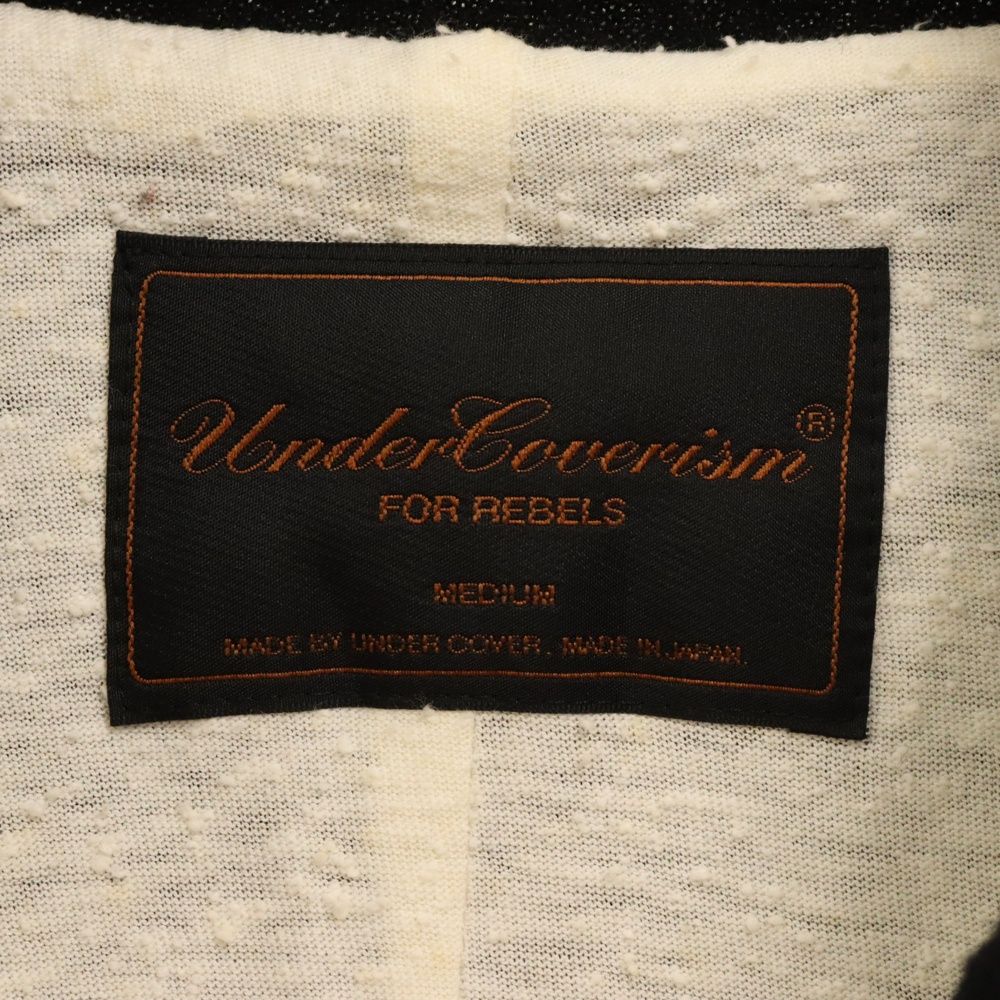 UnderCoverism®
FOR REBELS
MEDIUM
MADE BY UNDER COVER. MADE IN JAPAN.